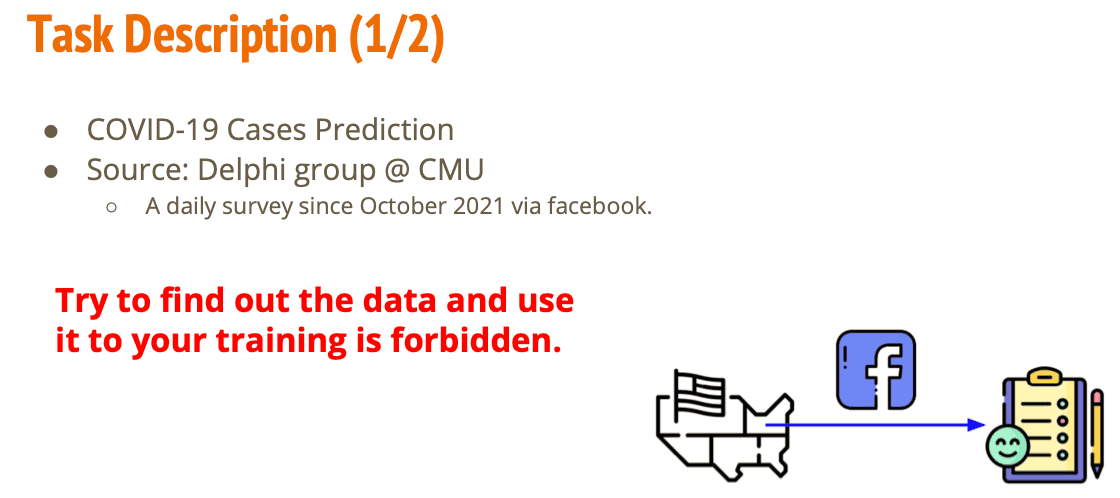 Task Description (1/2)
● COVID-19 Cases Prediction
● Source: Delphi group @ CMU
○ A daily survey since October 2021 via facebook.
Try to find out the data and use
it to your training is forbidden.